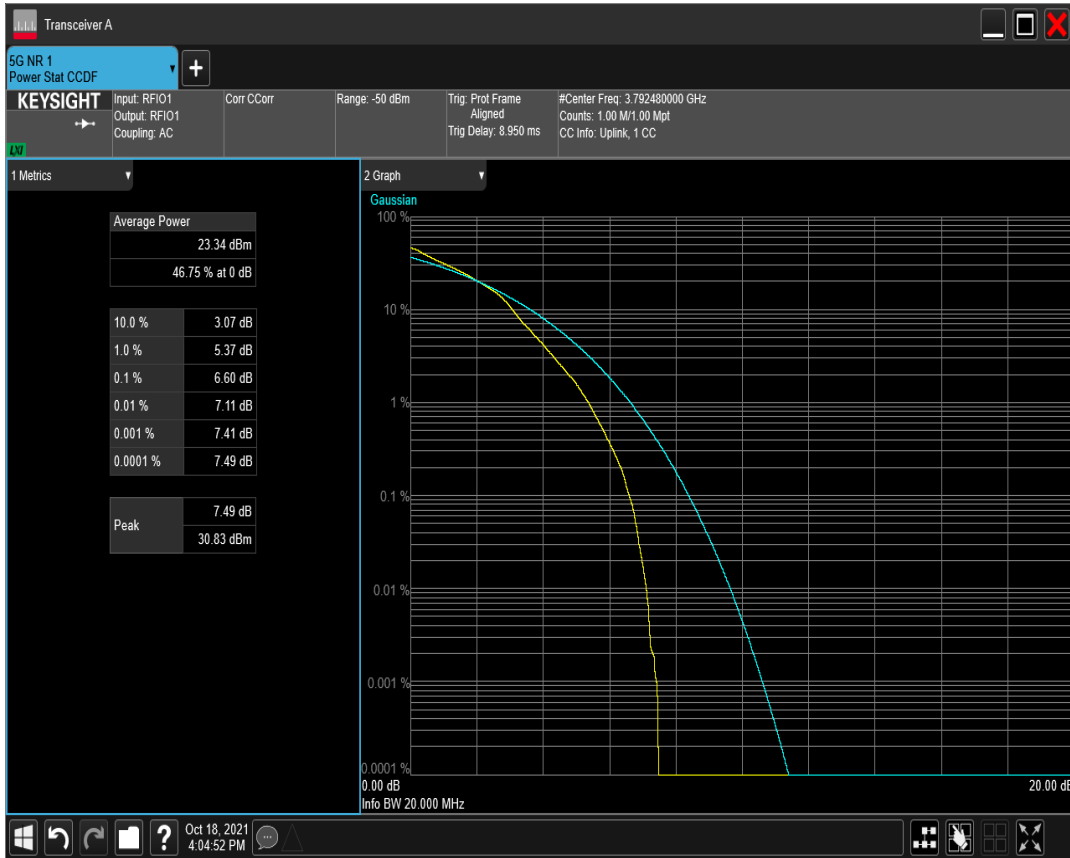 Transceiver A
5G NR 1
Power Stat CCDF
KEYSIGHT
LXI
Input: RFIO1
Output: RFIO1
Coupling: AC
Corr CCorr
Range: -50 dBm
Trig: Prot Frame
Aligned
Trig Delay: 8.950 ms
#Center Freq: 3.792480000 GHz
Counts: 1.00 M/1.00 Mpt
CC Info: Uplink, 1 CC
1 Metrics
Average Power
23.34 dBm
46.75 % at 0 dB
10.0 % 3.07 dB
1.0 % 5.37 dB
0.1 % 6.60 dB
0.01 % 7.11 dB
0.001 % 7.41 dB
0.0001 % 7.49 dB
Peak 7.49 dB
30.83 dBm
2 Graph
Gaussian
100 %
10 %
1 %
0.1 %
0.01 %
0.001 %
0.0001 %
0.00 dB 20.00 dB
Info BW 20.000 MHz
?
Oct 18, 2021
4:04:52 PM